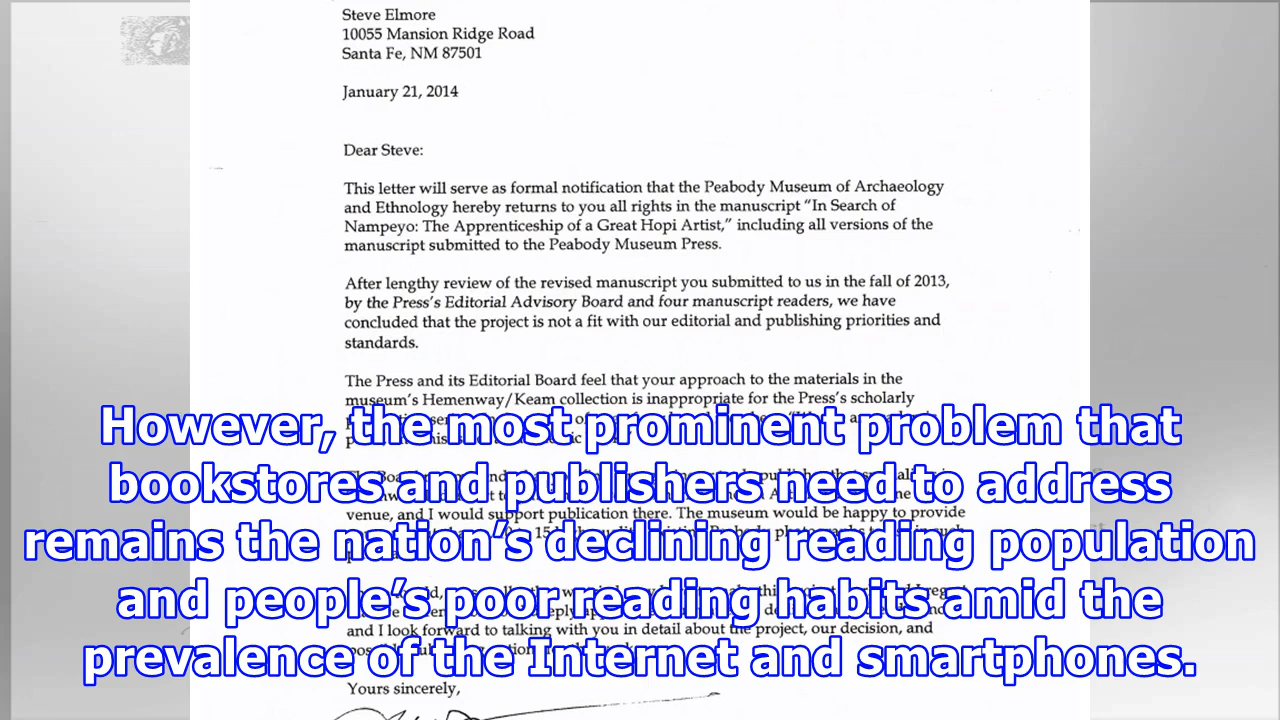 Steve Elmore
10055 Mansion Ridge Road
Santa Fe, NM 87501
January 21, 2014
Dear Steve:
This letter will serve as formal notification that the Peabody Museum of Archaeology
and Ethnology hereby returns to you all rights in the manuscript “In Search of
Nampeyo: The Apprenticeship of a Great Hopi Artist,” including all versions of the
manuscript submitted to the Peabody Museum Press.
After lengthy review of the revised manuscript you submitted to us in the fall of 2013,
by the Press’s Editorial Advisory Board and four manuscript readers, we have
concluded that the project is not a fit with our editorial and publishing priorities and
standards.
The Press and its Editorial Board feel that your approach to the materials in the
museum’s Hemenway/Keam collection is inappropriate for the Press’s scholarly
However, the most prominent problem that
bookstores and publishers need to address
venue, and I would support publication there. The museum would be happy to provide
remains the nation’s declining reading population
and people’s poor reading habits amid the
and I look forward to talking with you in detail about the project, our decision, and
prevalence of the Internet and smartphones.
Yours sincerely,